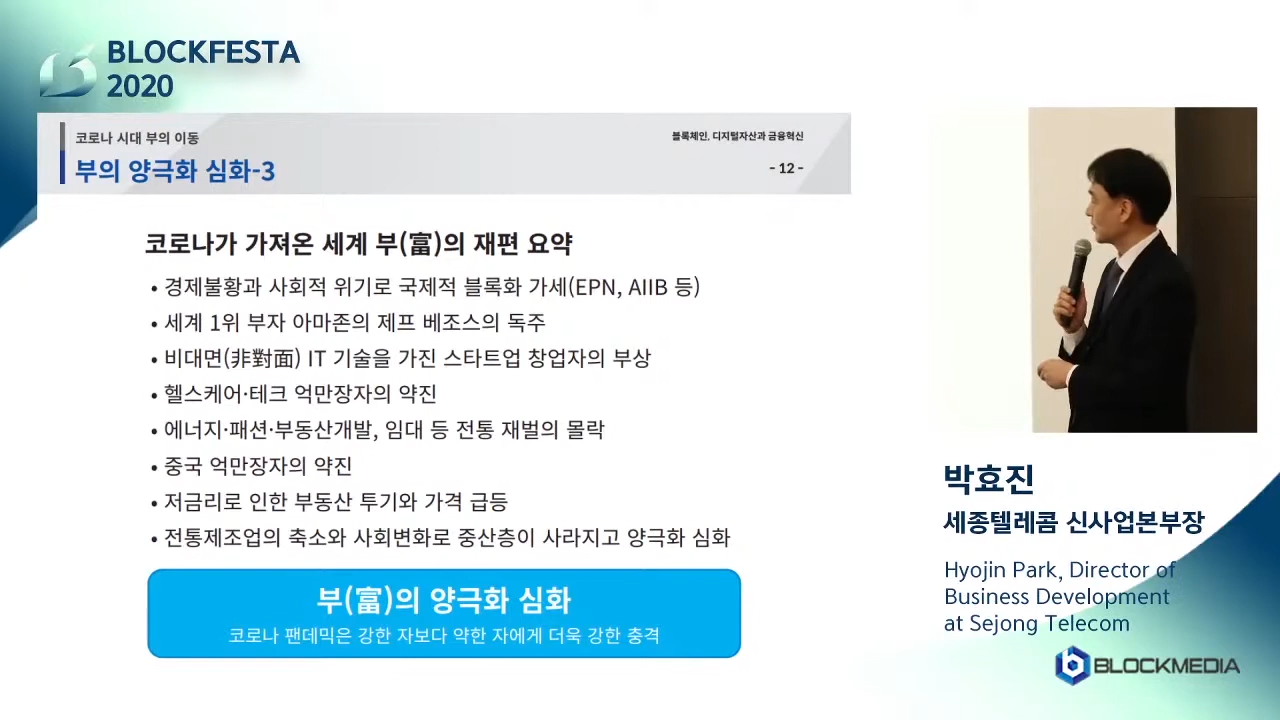 BLOCKFESTA
2020
코로나 시대 부의 이동
블록체인, 디지털자산과 금융혁신
부의 양극화 심화-3
- 12 -
코로나가 가져온 세계 부(富)의 재편 요약
• 경제불황과 사회적 위기로 국제적 블록화 가세(EPN, AIIB 등)
• 세계 1위 부자 아마존의 제프 베조스의 독주
• 비대면(非對面) IT 기술을 가진 스타트업 창업자의 부상
• 헬스케어·테크 억만장자의 약진
• 에너지·패션·부동산개발, 임대 등 전통 재벌의 몰락
• 중국 억만장자의 약진
• 저금리로 인한 부동산 투기와 가격 급등
• 전통제조업의 축소와 사회변화로 중산층이 사라지고 양극화 심화
부(富)의 양극화 심화
코로나 팬데믹은 강한 자보다 약한 자에게 더욱 강한 충격
박효진
세종텔레콤 신사업본부장
Hyojin Park, Director of
Business Development
at Sejong Telecom
BLOCKMEDIA